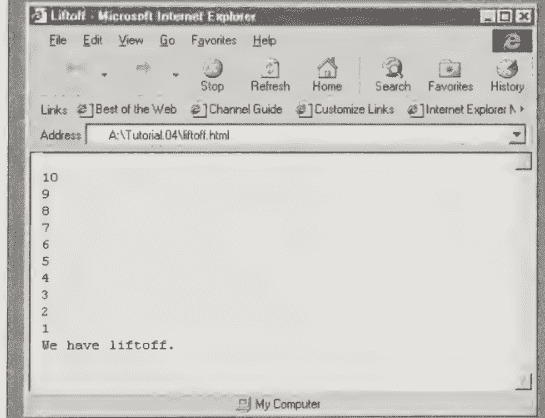 Liftoff - Microsoft Internet Explorer
File Edit View Go Favorites Help
Stop Refresh Home Search Favorites History
Links Best of the Web Channel Guide Customize Links Internet Explorer N
Address A:\Tutorial.04\liftoff.html
10
9
8
7
6
5
4
3
2
1
We have liftoff.
My Computer